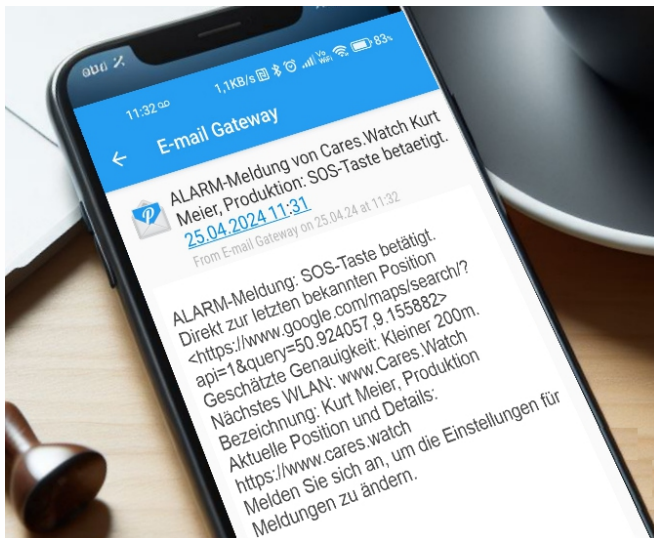 11:32
1,1KB/s
Vo
WiFi
83%
E-mail Gateway
ALARM-Meldung von Cares.Watch Kurt
Meier, Produktion: SOS-Taste betaetigt.
25.04.2024 11:31
From E-mail Gateway on 25.04.24 at 11:32
ALARM-Meldung: SOS-Taste betätigt.
Direkt zur letzten bekannten Position
<https://www.google.com/maps/search/?
api=1&query=50.924057,9.155882>
Geschätzte Genauigkeit: Kleiner 200m.
Nächstes WLAN: www.Cares.Watch
Bezeichnung: Kurt Meier, Produktion
Aktuelle Position und Details:
https://www.cares.watch
Melden Sie sich an, um die Einstellungen für
Meldungen zu ändern.